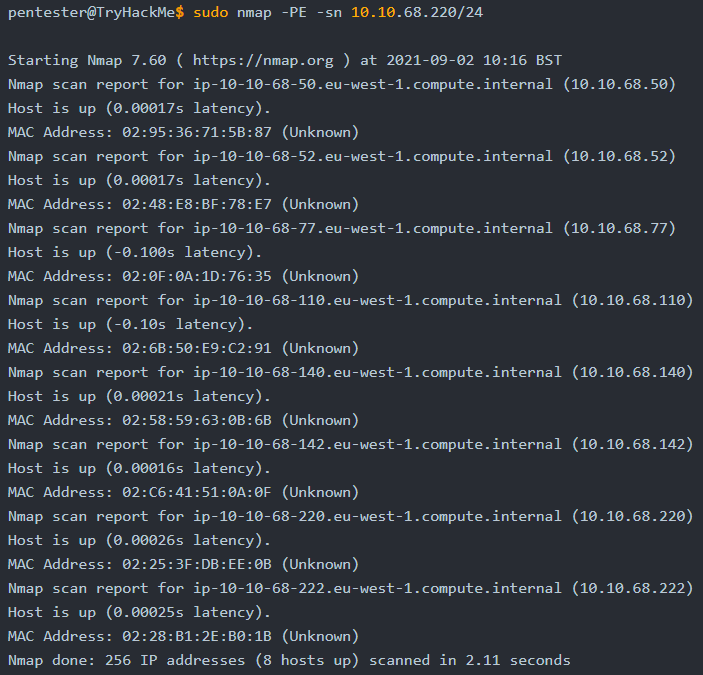 pentester@TryHackMe$ sudo nmap -PE -sn 10.10.68.220/24

Starting Nmap 7.60 ( https://nmap.org ) at 2021-09-02 10:16 BST
Nmap scan report for ip-10-10-68-50.eu-west-1.compute.internal (10.10.68.50)
Host is up (0.00017s latency).
MAC Address: 02:95:36:71:5B:87 (Unknown)
Nmap scan report for ip-10-10-68-52.eu-west-1.compute.internal (10.10.68.52)
Host is up (0.00017s latency).
MAC Address: 02:48:E8:BF:78:E7 (Unknown)
Nmap scan report for ip-10-10-68-77.eu-west-1.compute.internal (10.10.68.77)
Host is up (-0.100s latency).
MAC Address: 02:0F:0A:1D:76:35 (Unknown)
Nmap scan report for ip-10-10-68-110.eu-west-1.compute.internal (10.10.68.110)
Host is up (-0.10s latency).
MAC Address: 02:6B:50:E9:C2:91 (Unknown)
Nmap scan report for ip-10-10-68-140.eu-west-1.compute.internal (10.10.68.140)
Host is up (0.00021s latency).
MAC Address: 02:58:59:63:0B:6B (Unknown)
Nmap scan report for ip-10-10-68-142.eu-west-1.compute.internal (10.10.68.142)
Host is up (0.00016s latency).
MAC Address: 02:C6:41:51:0A:0F (Unknown)
Nmap scan report for ip-10-10-68-220.eu-west-1.compute.internal (10.10.68.220)
Host is up (0.00026s latency).
MAC Address: 02:25:3F:DB:EE:0B (Unknown)
Nmap scan report for ip-10-10-68-222.eu-west-1.compute.internal (10.10.68.222)
Host is up (0.00025s latency).
MAC Address: 02:28:B1:2E:B0:1B (Unknown)
Nmap done: 256 IP addresses (8 hosts up) scanned in 2.11 seconds